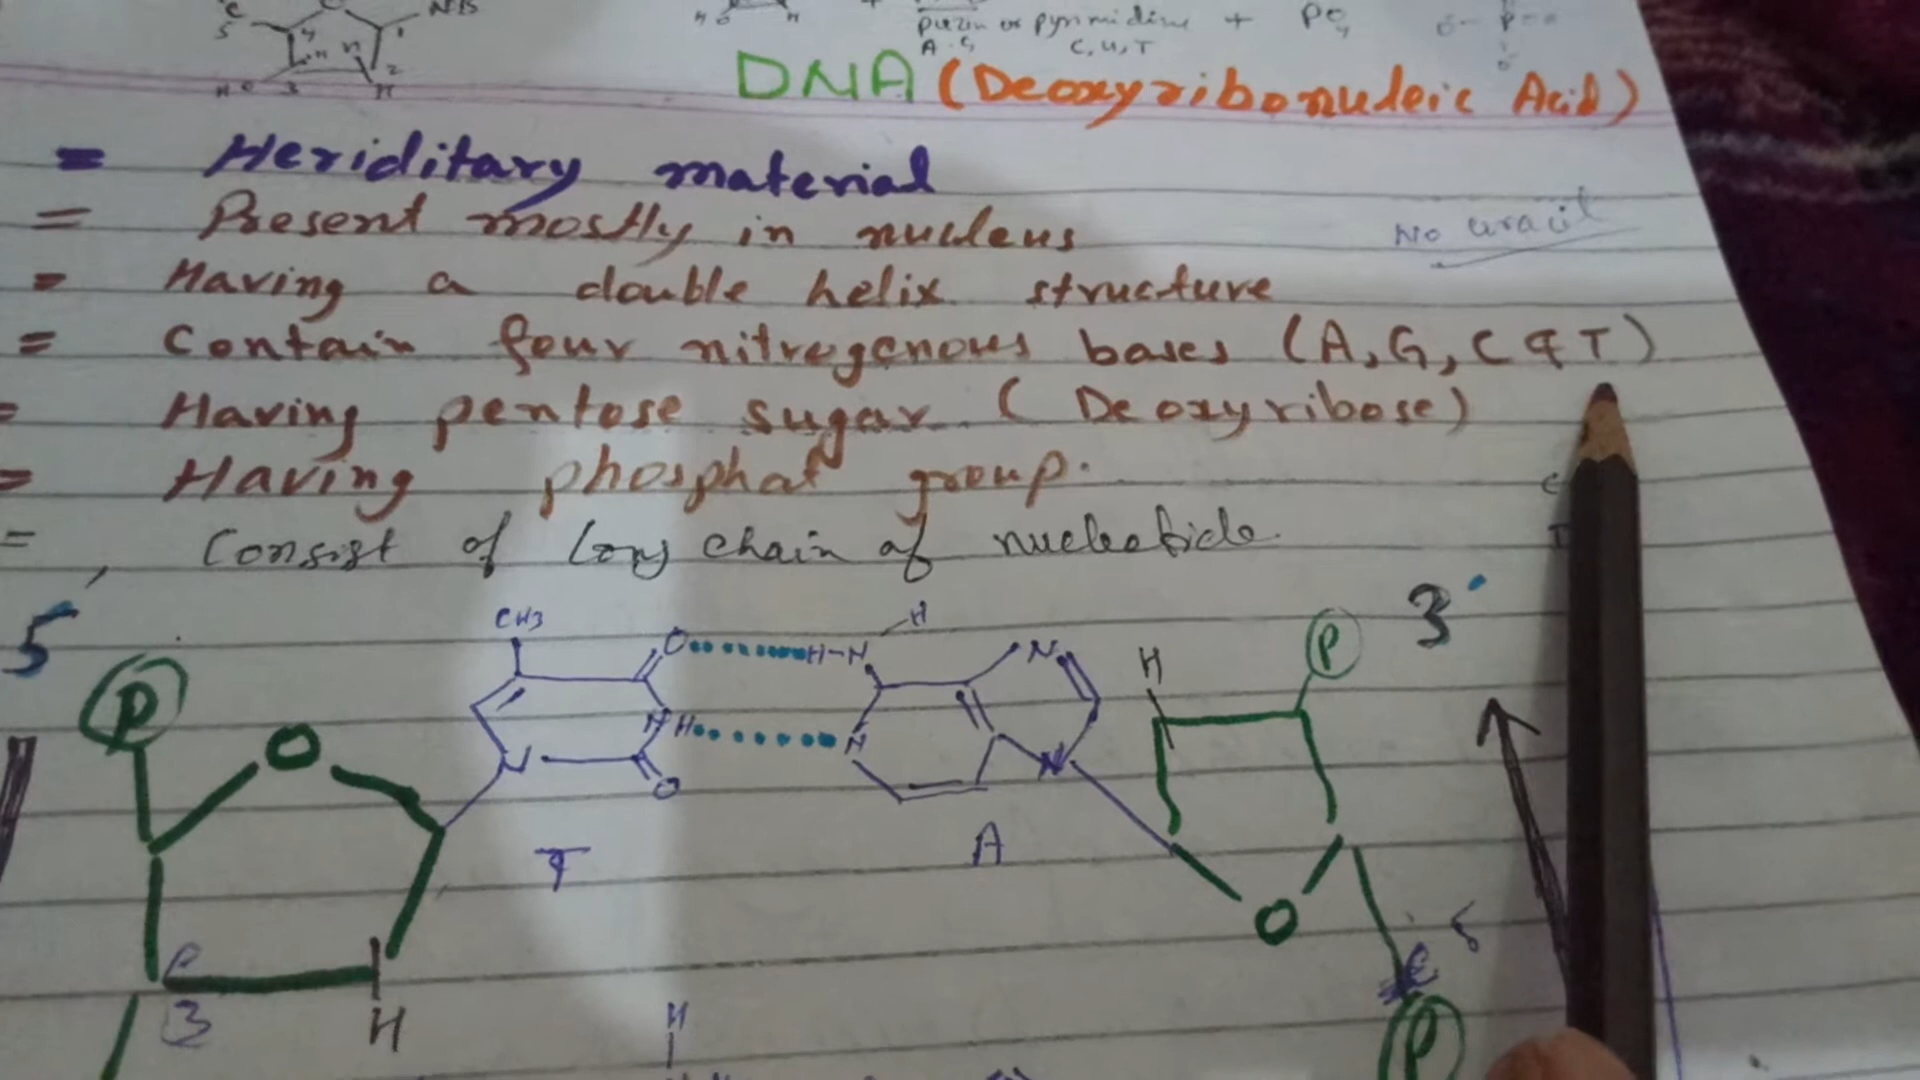 purin or pyrimidine + PO4
C, U, T
DNA (Deoxyribonucleic Acid)
= Heriditary material
= Present mostly in nucleus
No uracil
= Having a double helix structure
= Contain four nitrogenous bases (A, G, C & T)
= Having pentose sugar (Deoxyribose)
= Having phosphat group.
= Consist of long chain of nucleotide.
5'
3'
CH3
H
O
H-N
N
H
P
P
O
N
H
N
N
N
O
T
A
O
3
H
H
P